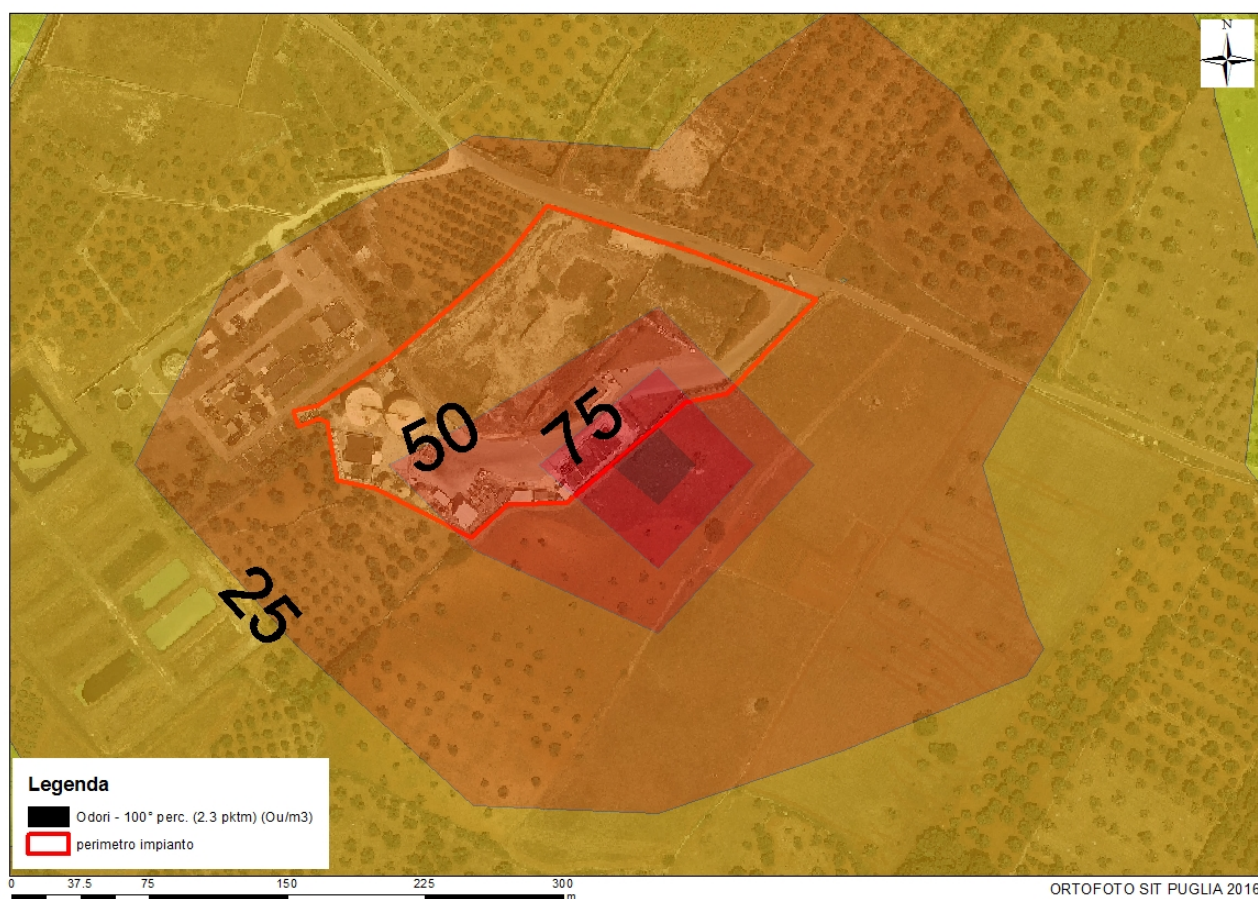 N
50
75
25
Legenda
Odori - 100° perc. (2.3 pktm) (Ou/m3)
perimetro impianto
0 37.5 75 150 225 300
m
ORTOFOTO SIT PUGLIA 2016